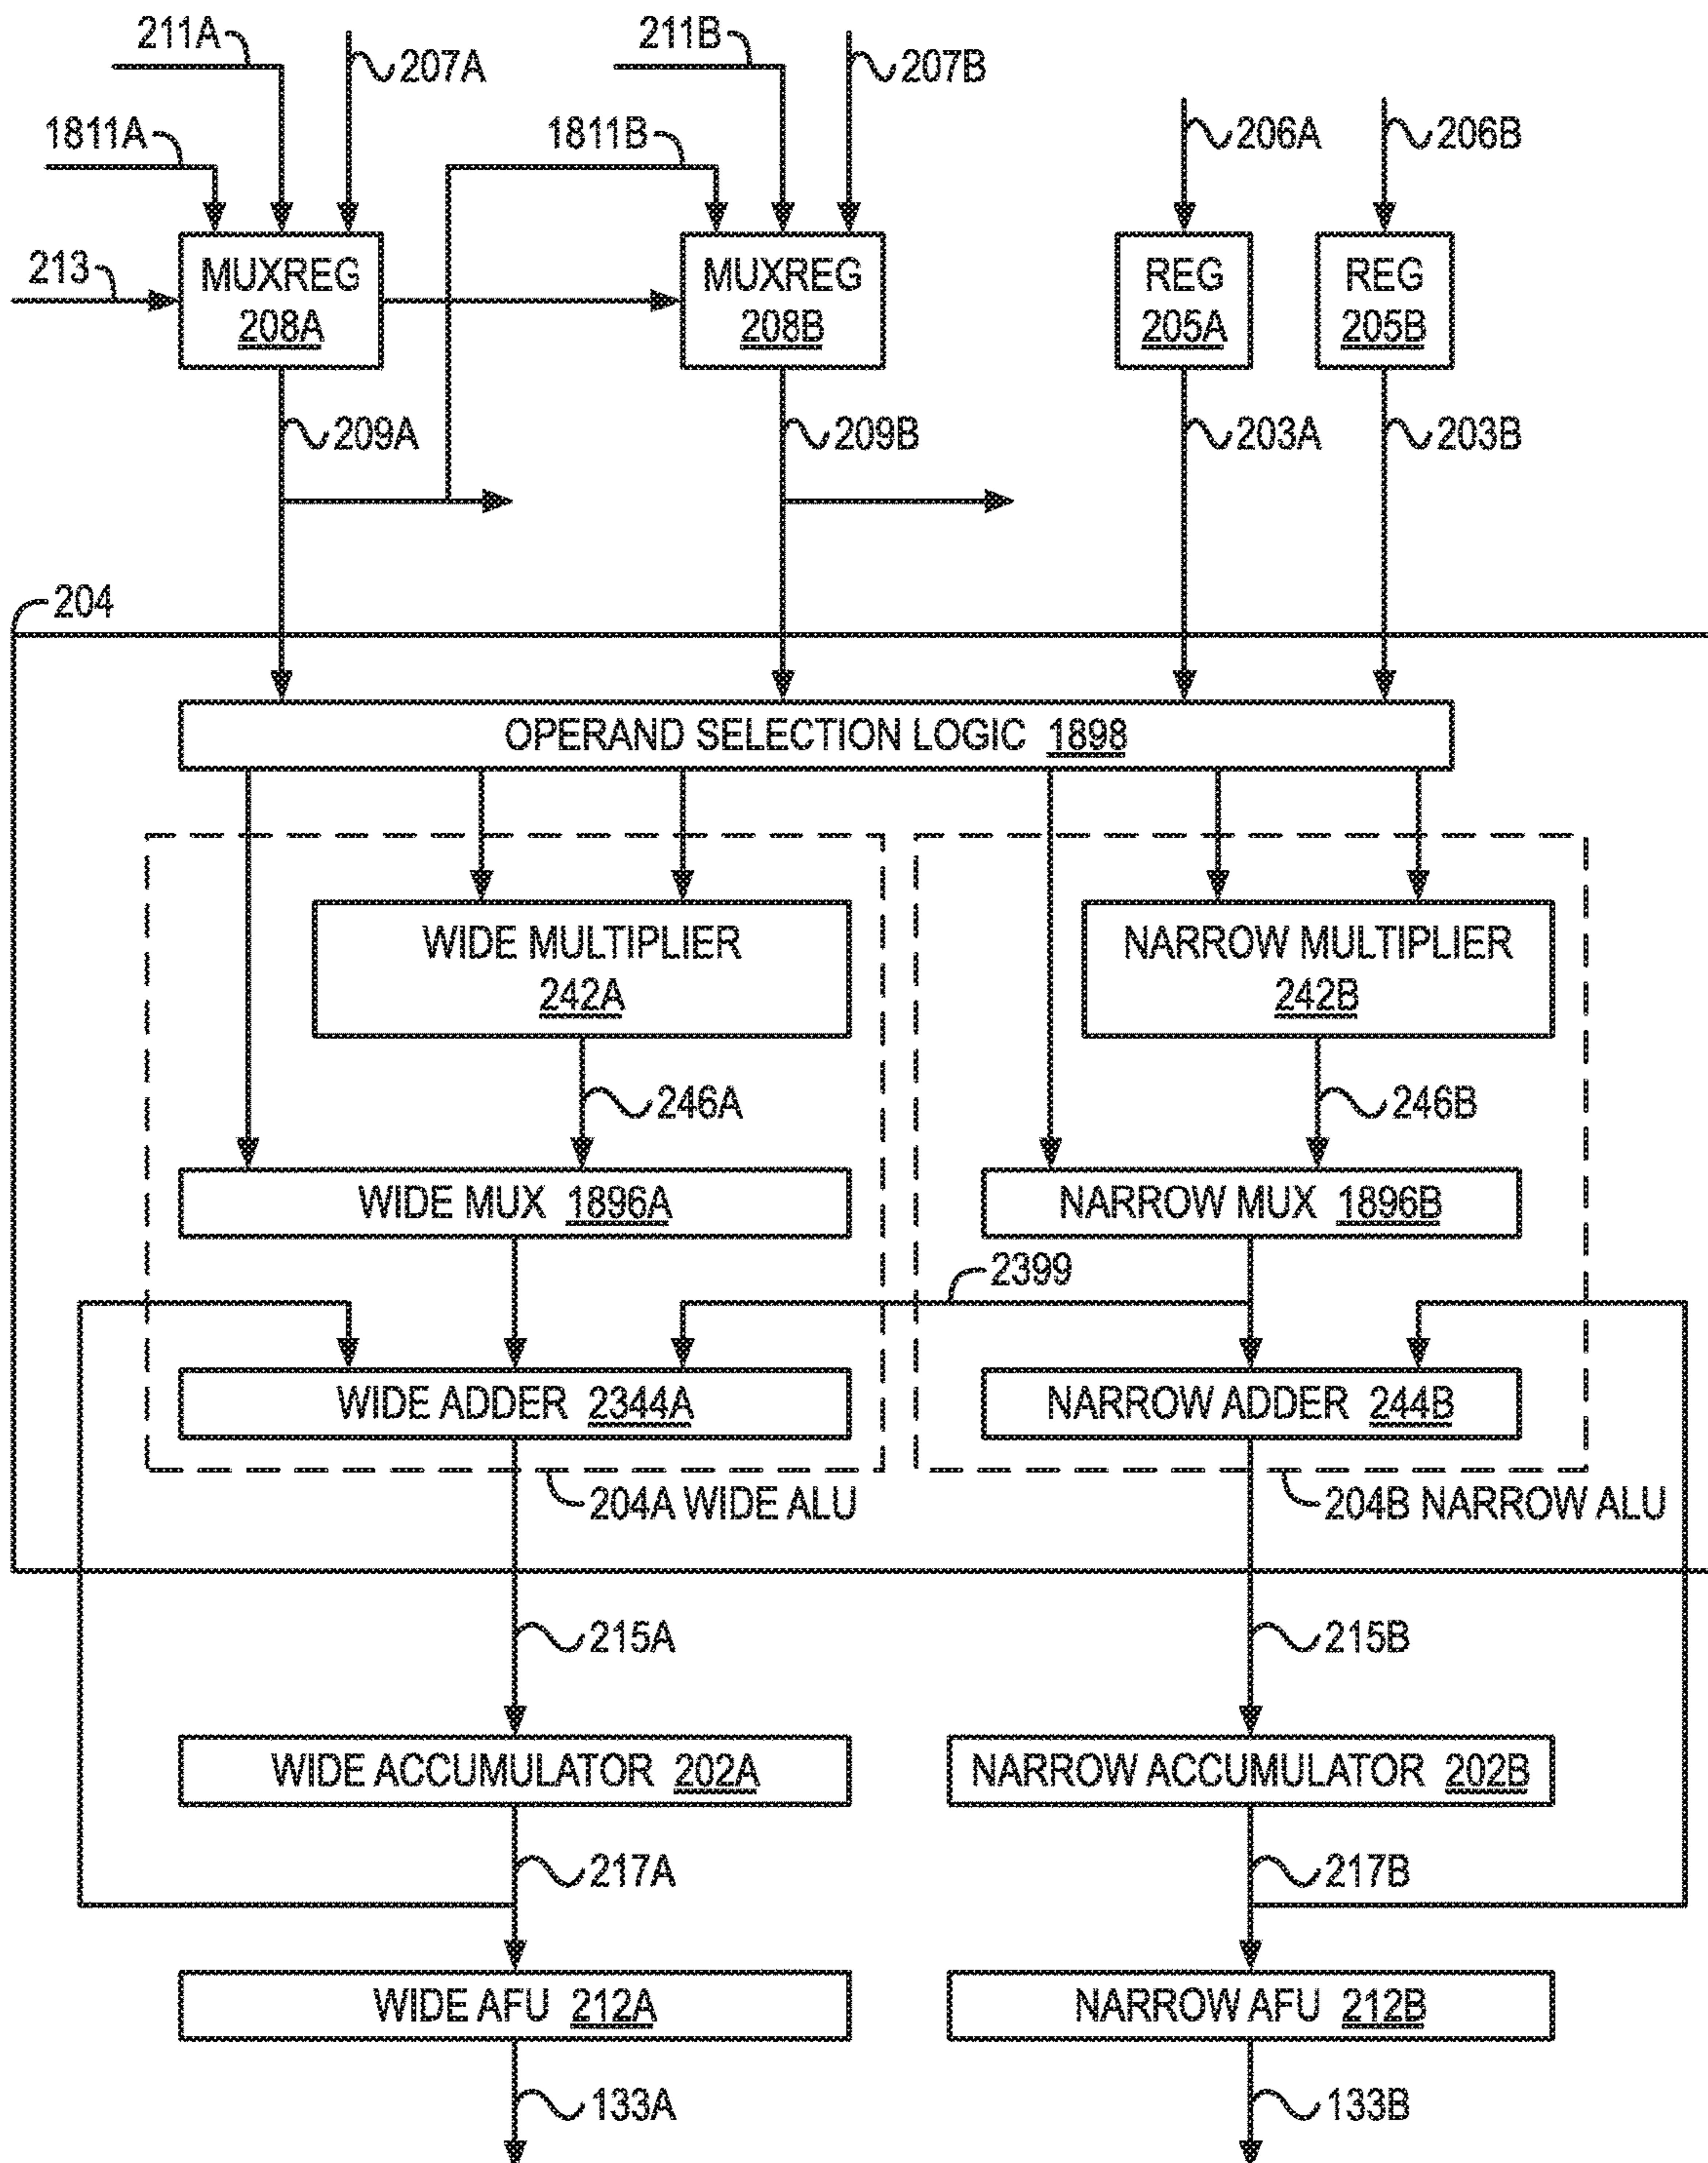 211A
207A
211B
207B
1811A
1811B
206A
206B
213
MUXREG
208A
MUXREG
208B
REG
205A
REG
205B
209A
209B
203A
203B
204
OPERAND SELECTION LOGIC 1898
WIDE MULTIPLIER
242A
NARROW MULTIPLIER
242B
246A
246B
WIDE MUX 1896A
NARROW MUX 1896B
2399
WIDE ADDER 2344A
NARROW ADDER 244B
204A WIDE ALU
204B NARROW ALU
215A
215B
WIDE ACCUMULATOR 202A
NARROW ACCUMULATOR 202B
217A
217B
WIDE AFU 212A
NARROW AFU 212B
133A
133B